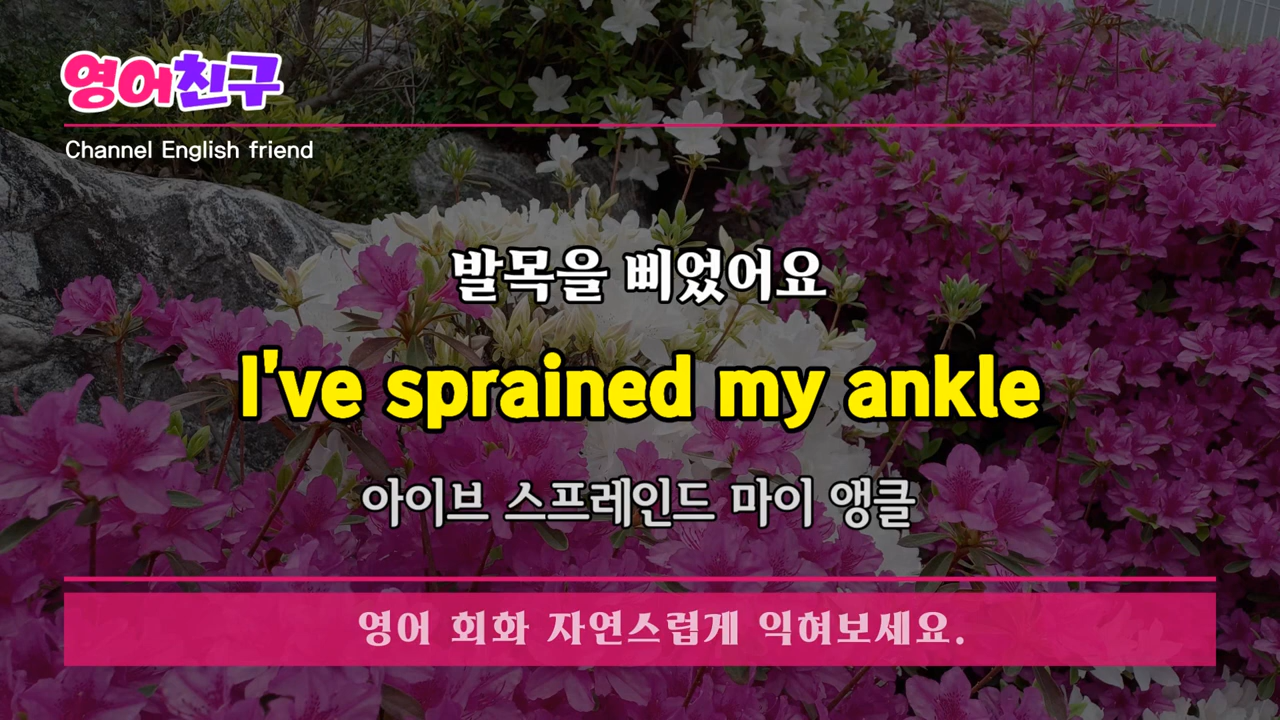 영어친구
Channel English friend
발목을 삐었어요
I've sprained my ankle
아이브 스프레인드 마이 앵클
영어 회화 자연스럽게 익혀보세요.